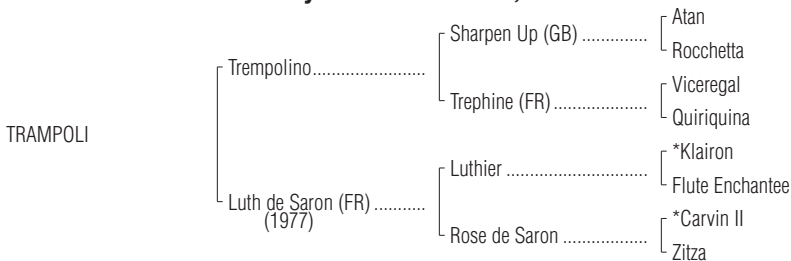 Atan
Sharpen Up (GB) ..............
Rocchetta
Trempolino........................
Viceregal
Trephine (FR) ....................
Quiriquina
TRAMPOLI
*Klairon
Luthier ..............................
Flute Enchantee
Luth de Saron (FR) ...........
(1977)
*Carvin II
Rose de Saron ..................
Zitza